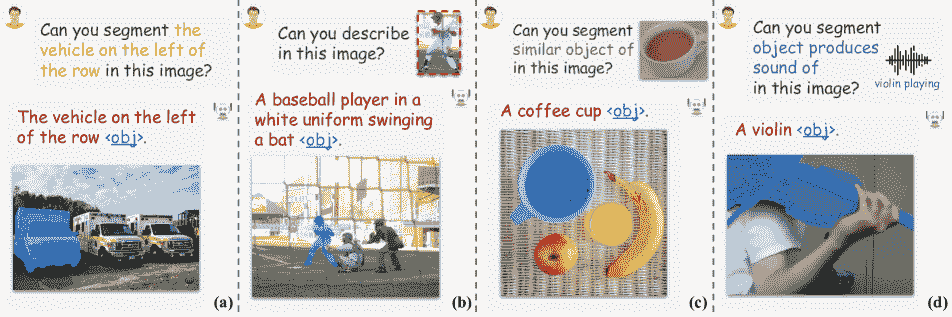 Can you segment the
vehicle on the left of
the row in this image?
The vehicle on the left
of the row <obj>.
(a)
Can you describe
in this image?
A baseball player in a
white uniform swinging
a bat <obj>.
(b)
Can you segment
similar object of
in this image?
A coffee cup <obj>.
(c)
Can you segment
object produces
sound of
in this image?
violin playing
A violin <obj>.
(d)